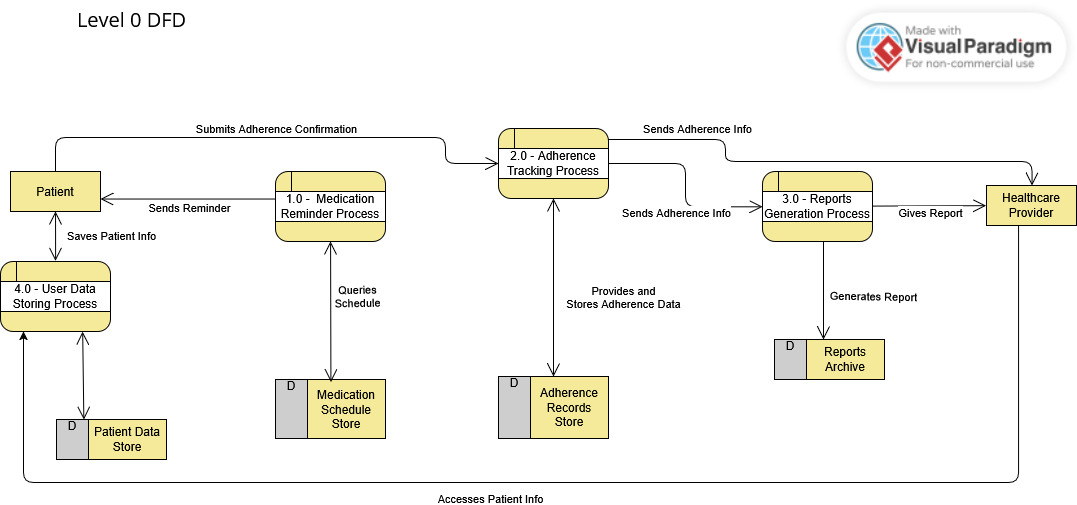 Level 0 DFD
Made with
VisualParadigm
For non-commercial use
Submits Adherence Confirmation
Sends Adherence Info
2.0 - Adherence
Tracking Process
Patient
Sends Reminder
1.0 -  Medication
Reminder Process
Sends Adherence Info
3.0 - Reports
Generation Process
Gives Report
Healthcare
Provider
Saves Patient Info
4.0 - User Data
Storing Process
Queries
Schedule
Provides and
Stores Adherence Data
Generates Report
D
Reports
Archive
D
Medication
Schedule
Store
D
Adherence
Records
Store
D
Patient Data
Store
Accesses Patient Info